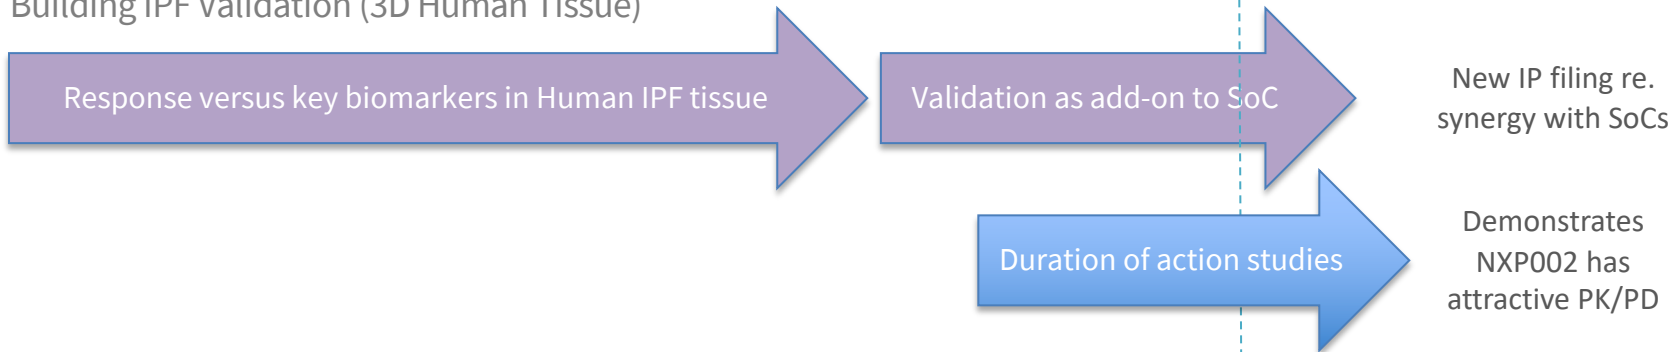 Building IPF Validation (3D Human Tissue)
Response versus key biomarkers in Human IPF tissue
Validation as add-on to SoC
New IP filing re.
synergy with SoCs
Duration of action studies
Demonstrates
NXP002 has
attractive PK/PD